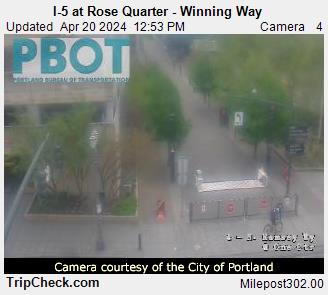 I-5 at Rose Quarter - Winning Way
Updated Apr 20 2024 12:53 PM Camera 4
PBOT
PORTLAND BUREAU OF TRANSPORTATION
Camera courtesy of the City of Portland
TripCheck.com Milepost302.00